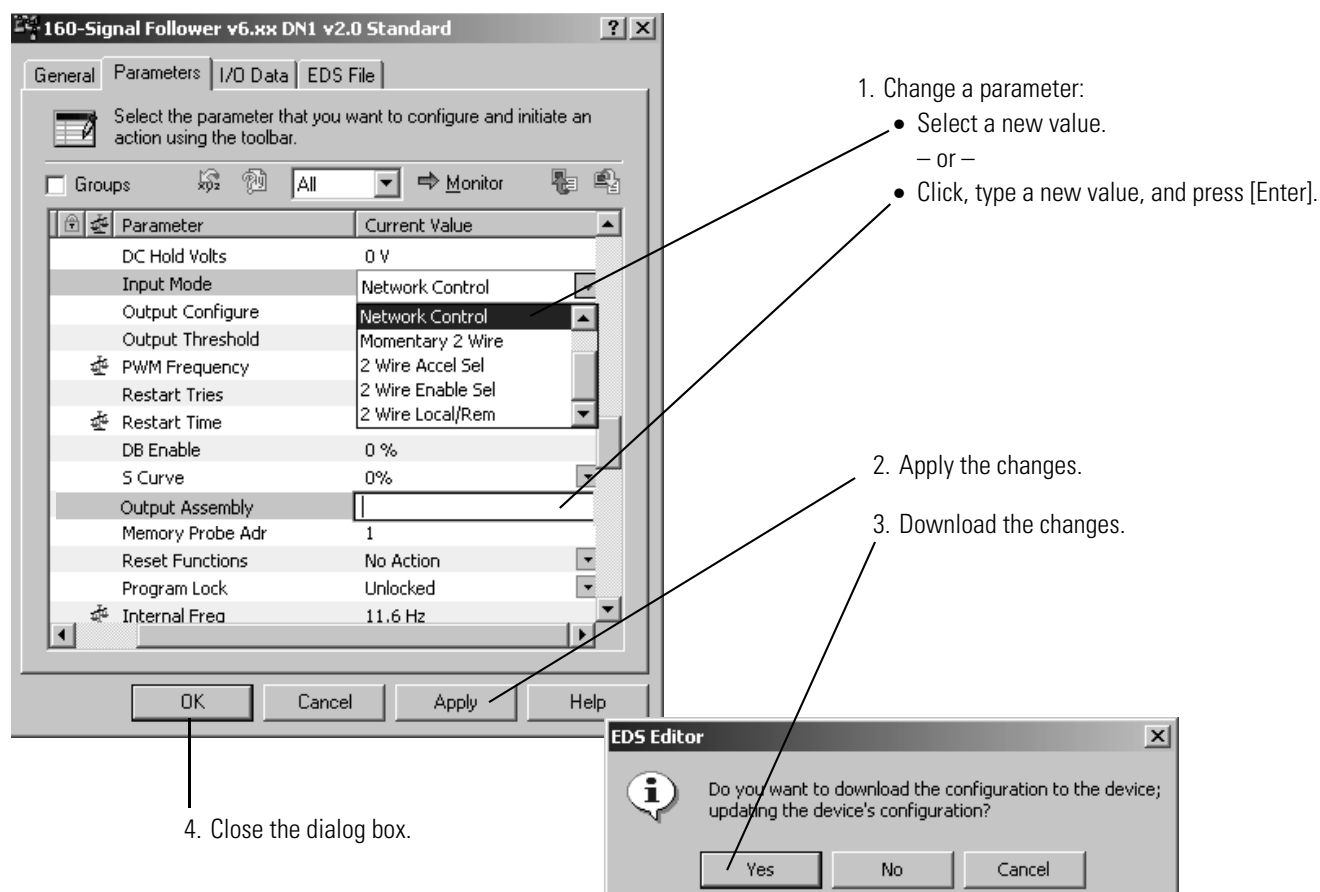 160-Signal Follower v6.xx DN1 v2.0 Standard
General Parameters I/O Data EDS File
Select the parameter that you want to configure and initiate an
action using the toolbar.
Groups xyz All Monitor
Parameter Current Value
DC Hold Volts 0 V
Input Mode Network Control
Output Configure Network Control
Output Threshold Momentary 2 Wire
PWM Frequency 2 Wire Accel Sel
Restart Tries 2 Wire Enable Sel
Restart Time 2 Wire Local/Rem
DB Enable 0 %
S Curve 0%
Output Assembly
Memory Probe Adr 1
Reset Functions No Action
Program Lock Unlocked
Internal Freq 11.6 Hz
OK Cancel Apply Help
1. Change a parameter:
• Select a new value.
– or –
• Click, type a new value, and press [Enter].
2. Apply the changes.
3. Download the changes.
4. Close the dialog box.
EDS Editor
Do you want to download the configuration to the device;
updating the device's configuration?
Yes No Cancel